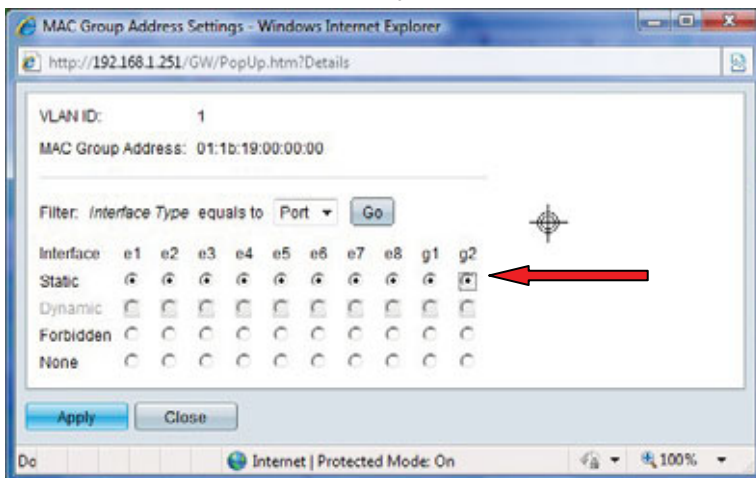 MAC Group Address Settings - Windows Internet Explorer
http://192.168.1.251/GW/PopUp.htm?Details
VLAN ID: 1
MAC Group Address: 01:1b:19:00:00:00
Filter: Interface Type equals to Port Go
Interface e1 e2 e3 e4 e5 e6 e7 e8 g1 g2
Static
Dynamic
Forbidden
None
Apply Close
Do Internet | Protected Mode: On 100%